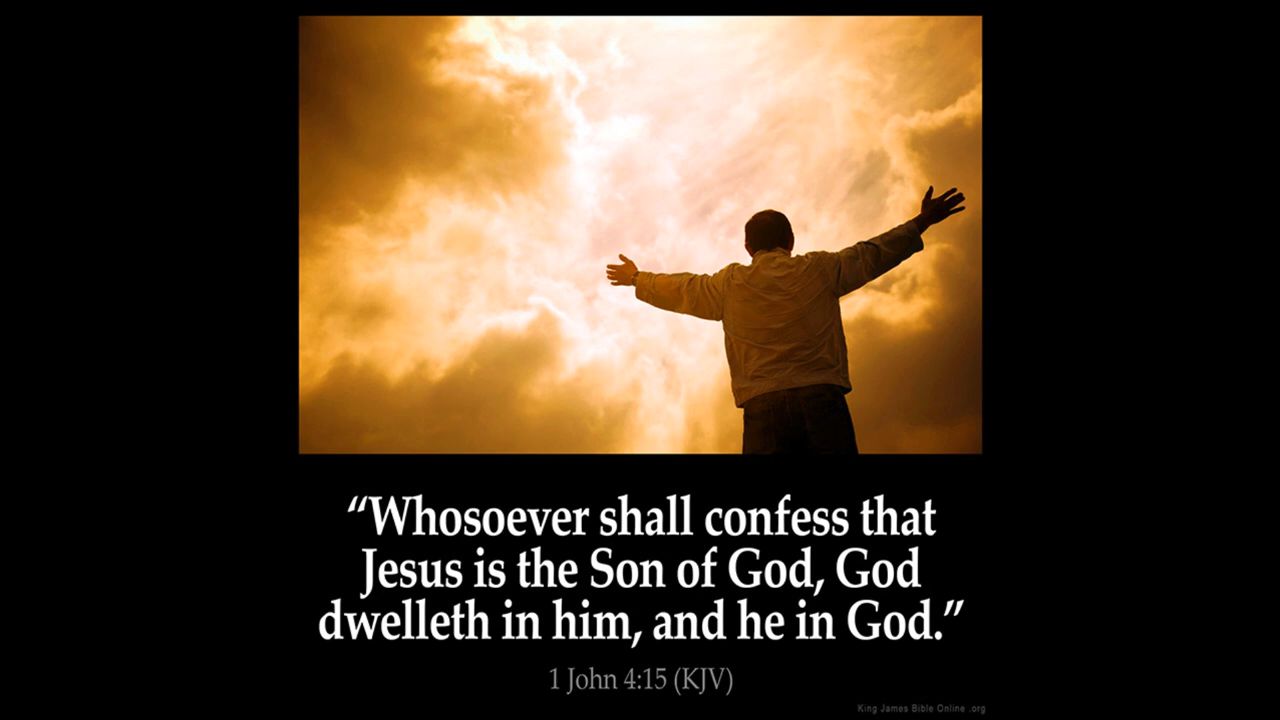 “Whosoever shall confess that
Jesus is the Son of God, God
dwelleth in him, and he in God.”
1 John 4:15 (KJV)
King James Bible Online .org